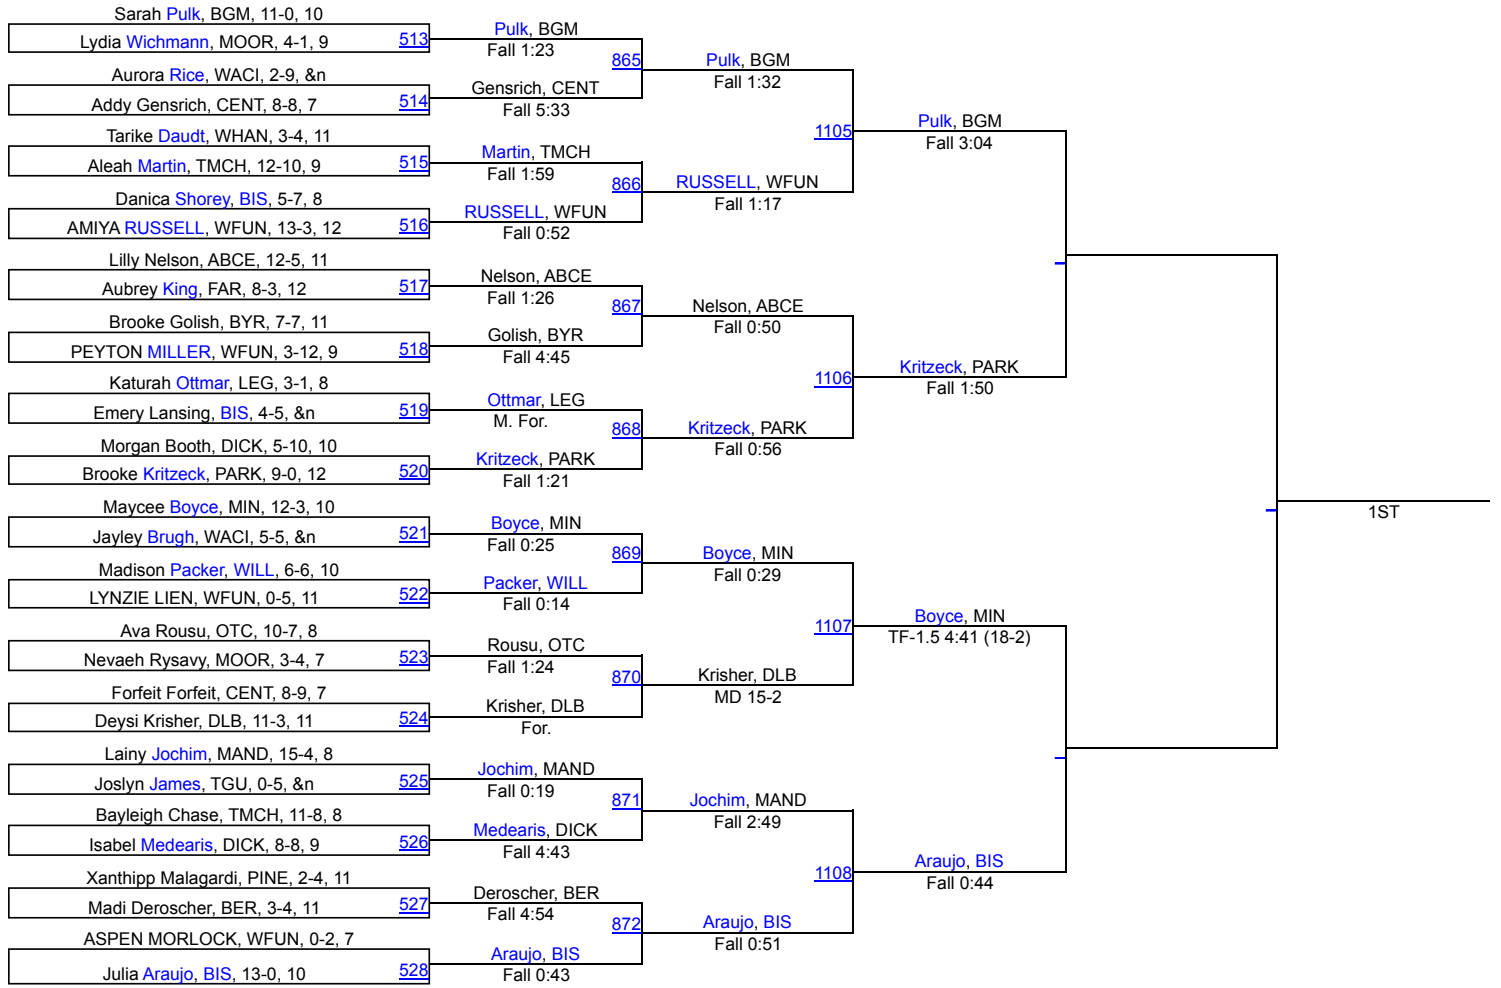 Sarah Pulk, BGM, 11-0, 10
Lydia Wichmann, MOOR, 4-1, 9
513
Aurora Rice, WACI, 2-9, &n
Addy Gensrich, CENT, 8-8, 7
514
Tarike Daudt, WHAN, 3-4, 11
Aleah Martin, TMCH, 12-10, 9
515
Danica Shorey, BIS, 5-7, 8
AMIYA RUSSELL, WFUN, 13-3, 12
516
Lilly Nelson, ABCE, 12-5, 11
Aubrey King, FAR, 8-3, 12
517
Brooke Golish, BYR, 7-7, 11
PEYTON MILLER, WFUN, 3-12, 9
518
Katurah Ottmar, LEG, 3-1, 8
Emery Lansing, BIS, 4-5, &n
519
Morgan Booth, DICK, 5-10, 10
Brooke Kritzeck, PARK, 9-0, 12
520
Maycee Boyce, MIN, 12-3, 10
Jayley Brugh, WACI, 5-5, &n
521
Madison Packer, WILL, 6-6, 10
LYNZIE LIEN, WFUN, 0-5, 11
522
Ava Rousu, OTC, 10-7, 8
Nevaeh Rysavy, MOOR, 3-4, 7
523
Forfeit Forfeit, CENT, 8-9, 7
Deysi Krisher, DLB, 11-3, 11
524
Lainy Jochim, MAND, 15-4, 8
Joslyn James, TGU, 0-5, &n
525
Bayleigh Chase, TMCH, 11-8, 8
Isabel Medearis, DICK, 8-8, 9
526
Xanthipp Malagardi, PINE, 2-4, 11
Madi Deroscher, BER, 3-4, 11
527
ASPEN MORLOCK, WFUN, 0-2, 7
Julia Araujo, BIS, 13-0, 10
528
Pulk, BGM
Fall 1:23
865
Gensrich, CENT
Fall 5:33
Martin, TMCH
Fall 1:59
866
RUSSELL, WFUN
Fall 0:52
Nelson, ABCE
Fall 1:26
867
Golish, BYR
Fall 4:45
Ottmar, LEG
M. For.
868
Kritzeck, PARK
Fall 1:21
Boyce, MIN
Fall 0:25
869
Packer, WILL
Fall 0:14
Rousu, OTC
Fall 1:24
870
Krisher, DLB
For.
Jochim, MAND
Fall 0:19
871
Medearis, DICK
Fall 4:43
Deroscher, BER
Fall 4:54
872
Araujo, BIS
Fall 0:43
Pulk, BGM
Fall 1:32
1105
RUSSELL, WFUN
Fall 1:17
Nelson, ABCE
Fall 0:50
1106
Kritzeck, PARK
Fall 0:56
Boyce, MIN
Fall 0:29
1107
Krisher, DLB
MD 15-2
Jochim, MAND
Fall 2:49
1108
Araujo, BIS
Fall 0:51
Pulk, BGM
Fall 3:04
Kritzeck, PARK
Fall 1:50
Boyce, MIN
TF-1.5 4:41 (18-2)
Araujo, BIS
Fall 0:44
1ST